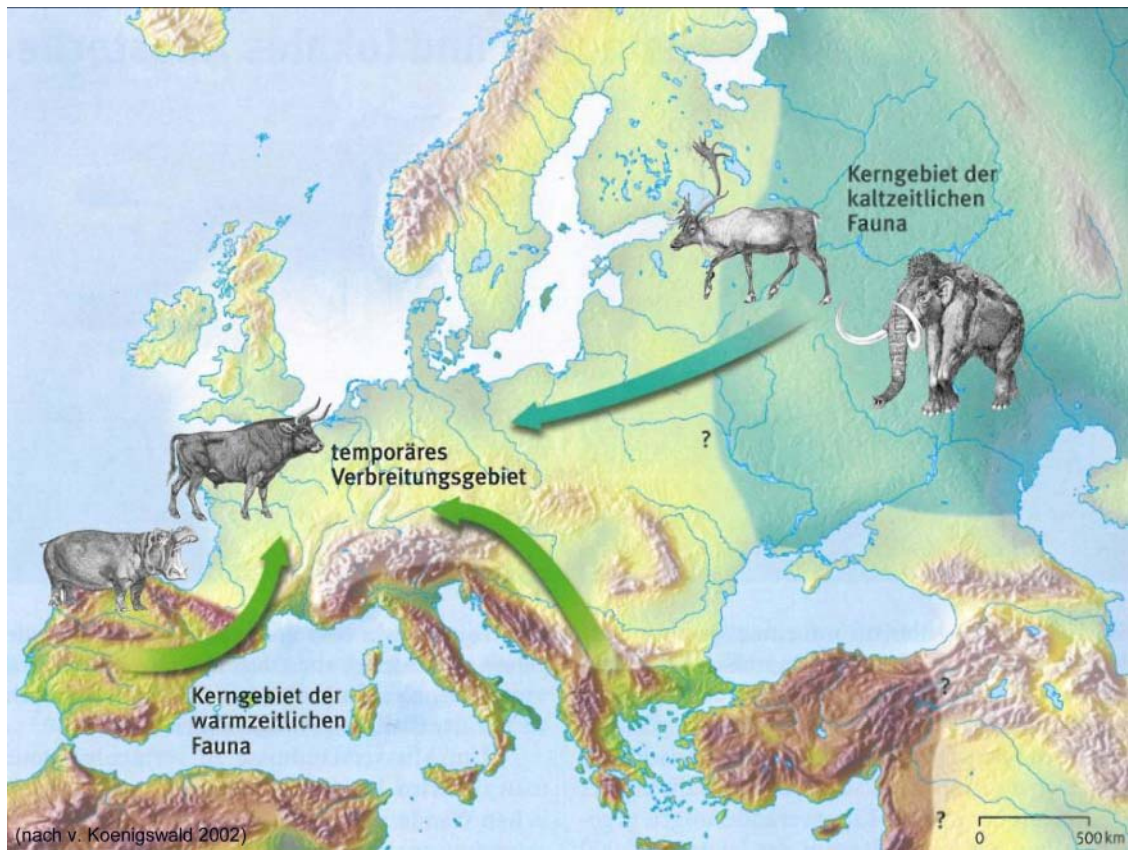 Kerngebiet der
kaltzeitlichen
Fauna
?
temporäres
Verbreitungsgebiet
Kerngebiet der
warmzeitlichen
Fauna
?
?
0 500 km
(nach v. Koenigswald 2002)